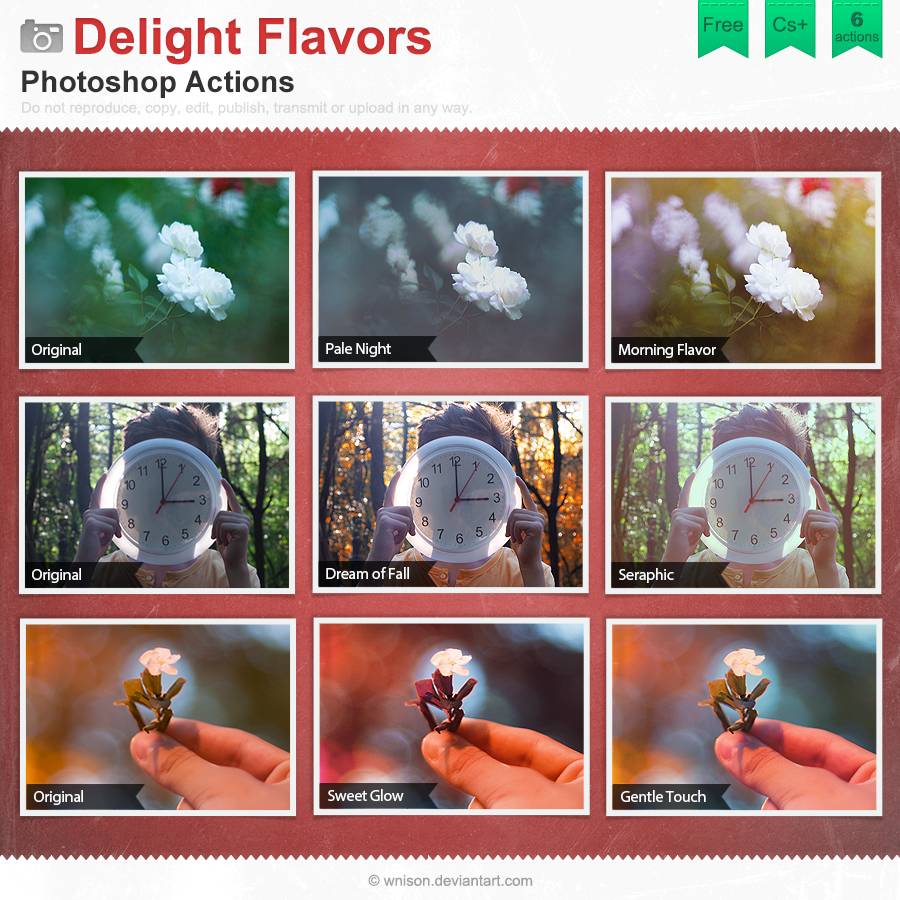 Delight Flavors
Photoshop Actions
Do not reproduce, copy, edit, publish, transmit or upload in any way.
Free
Cs+
6
actions
Original
Pale Night
Morning Flavor
11 12 1
10 2
9 3
8 4
7 6 5
Original
11 12 1
10 2
9 3
8 4
7 6 5
Dream of Fall
11 12 1
10 2
9 3
8 4
7 6 5
Seraphic
Original
Sweet Glow
Gentle Touch
© wnison.deviantart.com